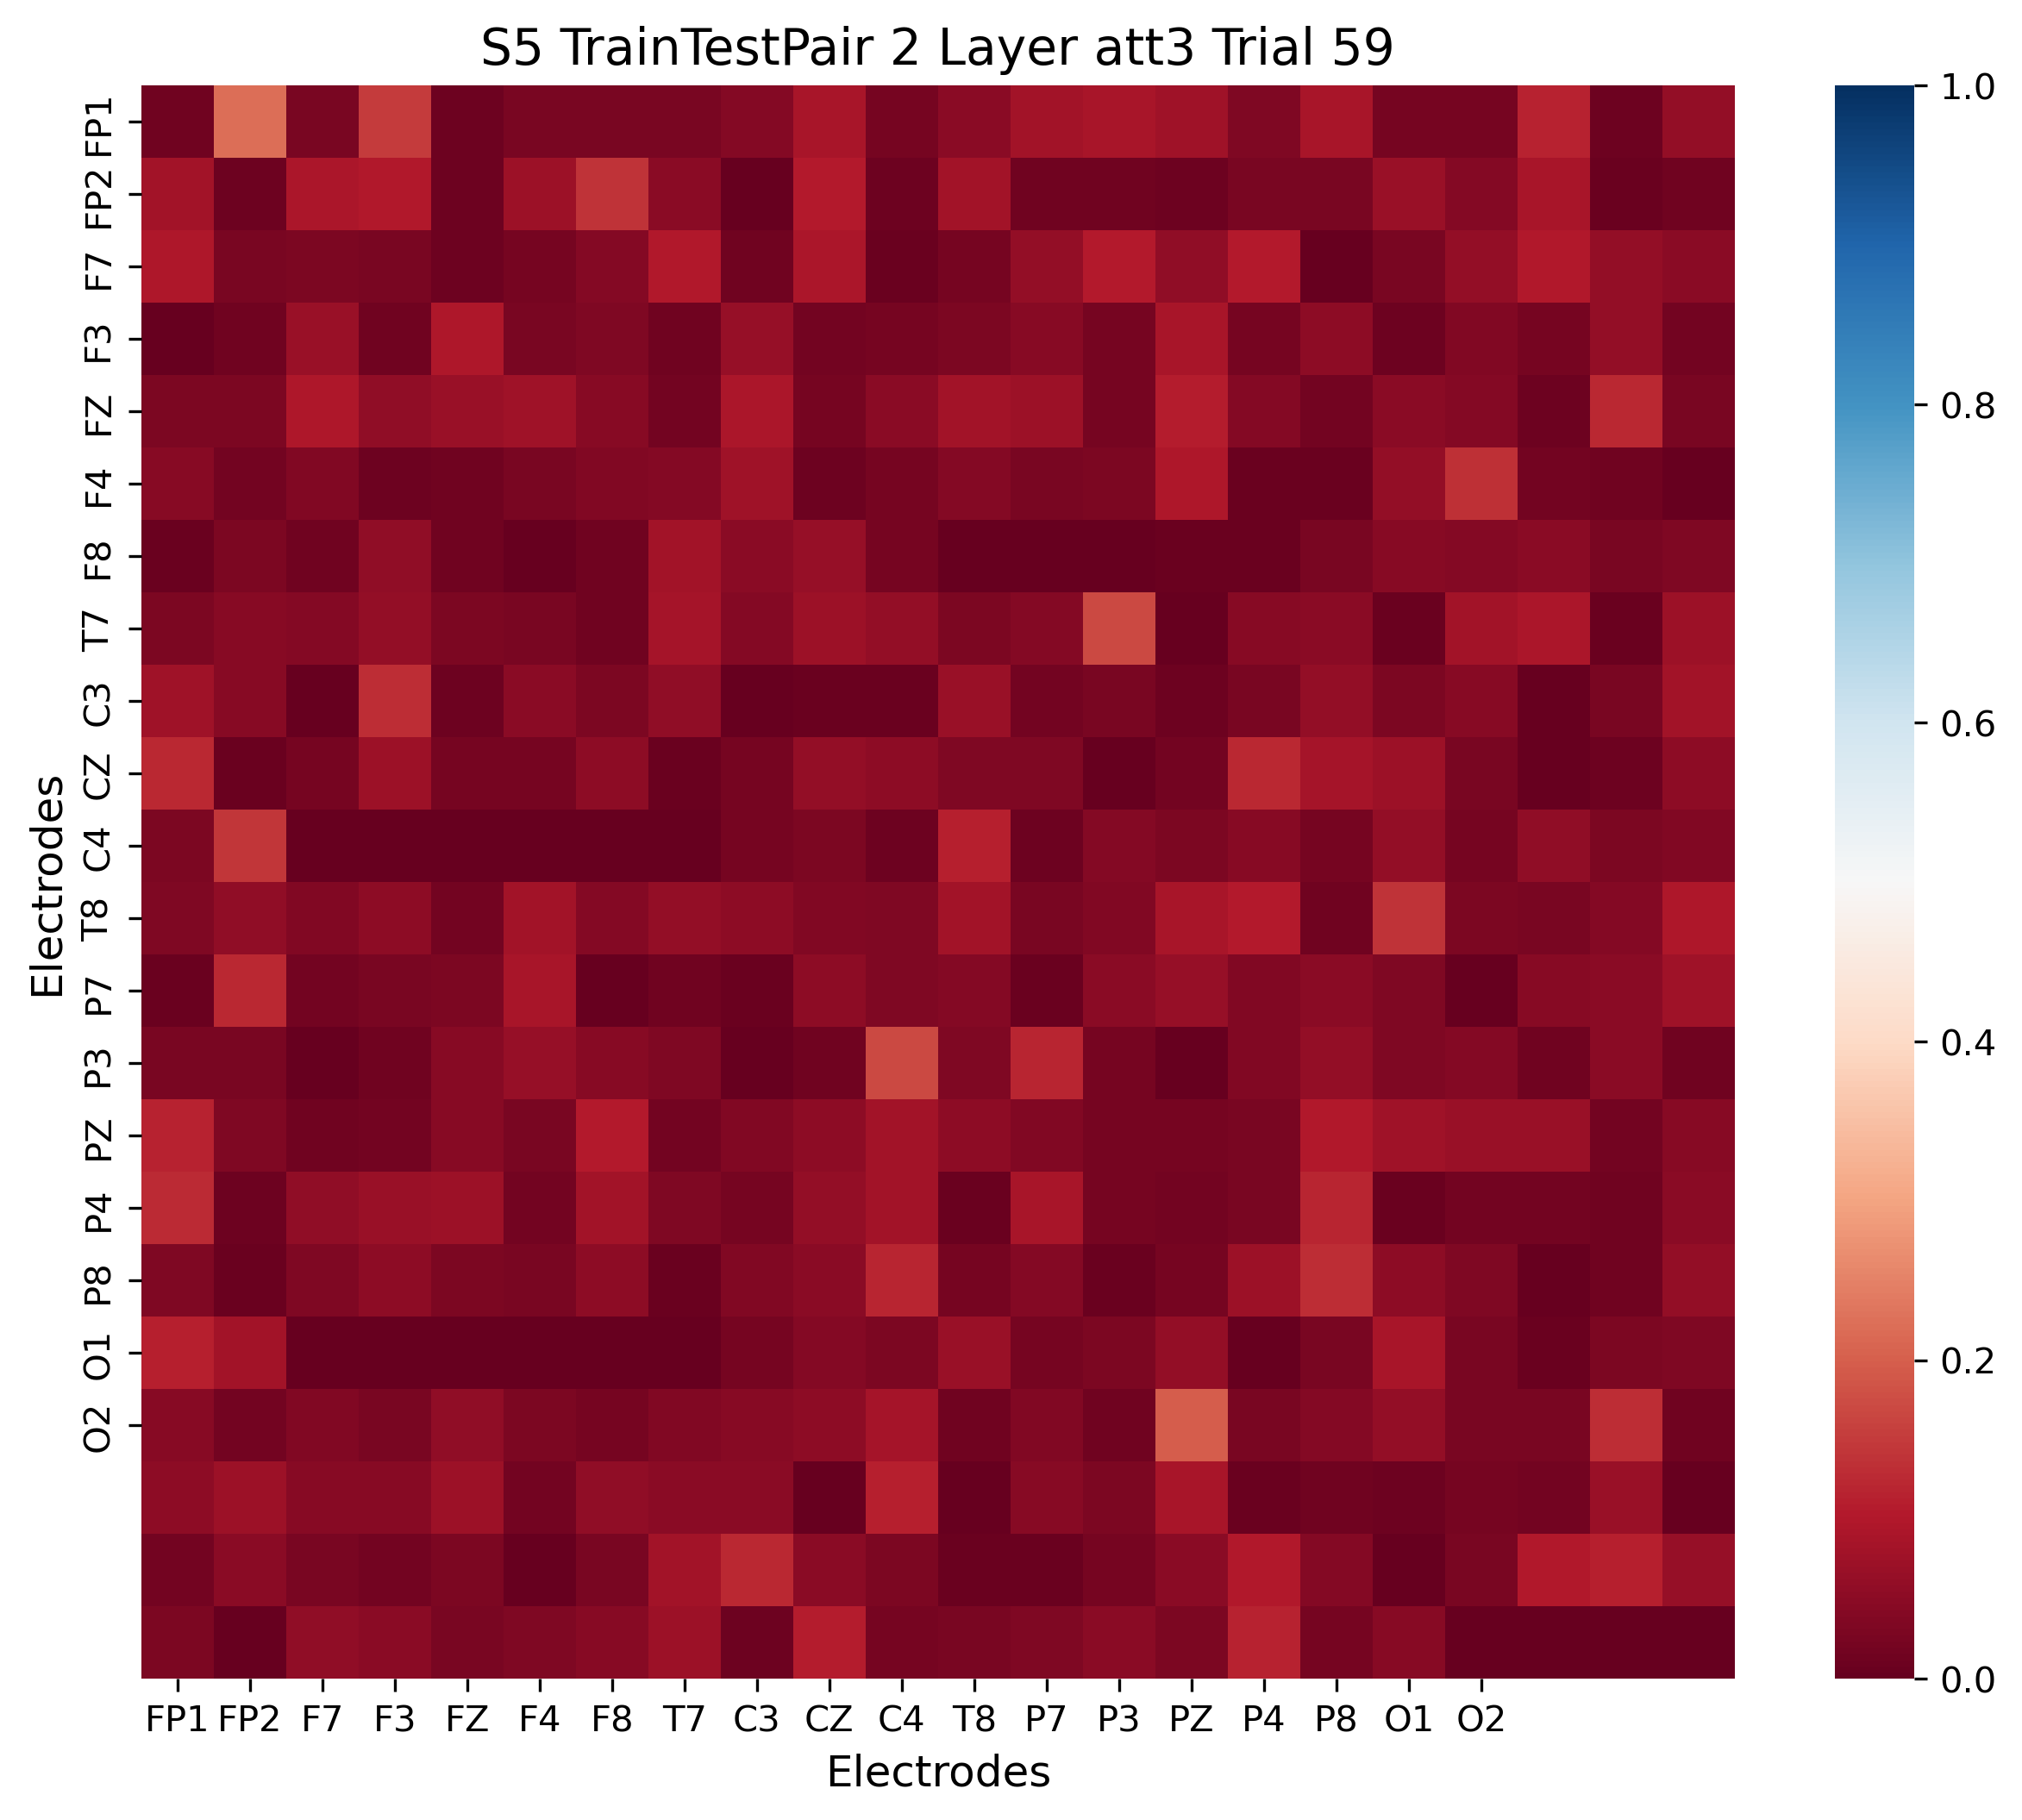 S5 TrainTestPair 2 Layer att3 Trial 59
Electrodes
FP1
FP2
F7
F3
FZ
F4
F8
T7
C3
CZ
C4
T8
P7
P3
PZ
P4
P8
O1
O2
FP1 FP2 F7 F3 FZ F4 F8 T7 C3 CZ C4 T8 P7 P3 PZ P4 P8 O1 O2
Electrodes
1.0
0.8
0.6
0.4
0.2
0.0